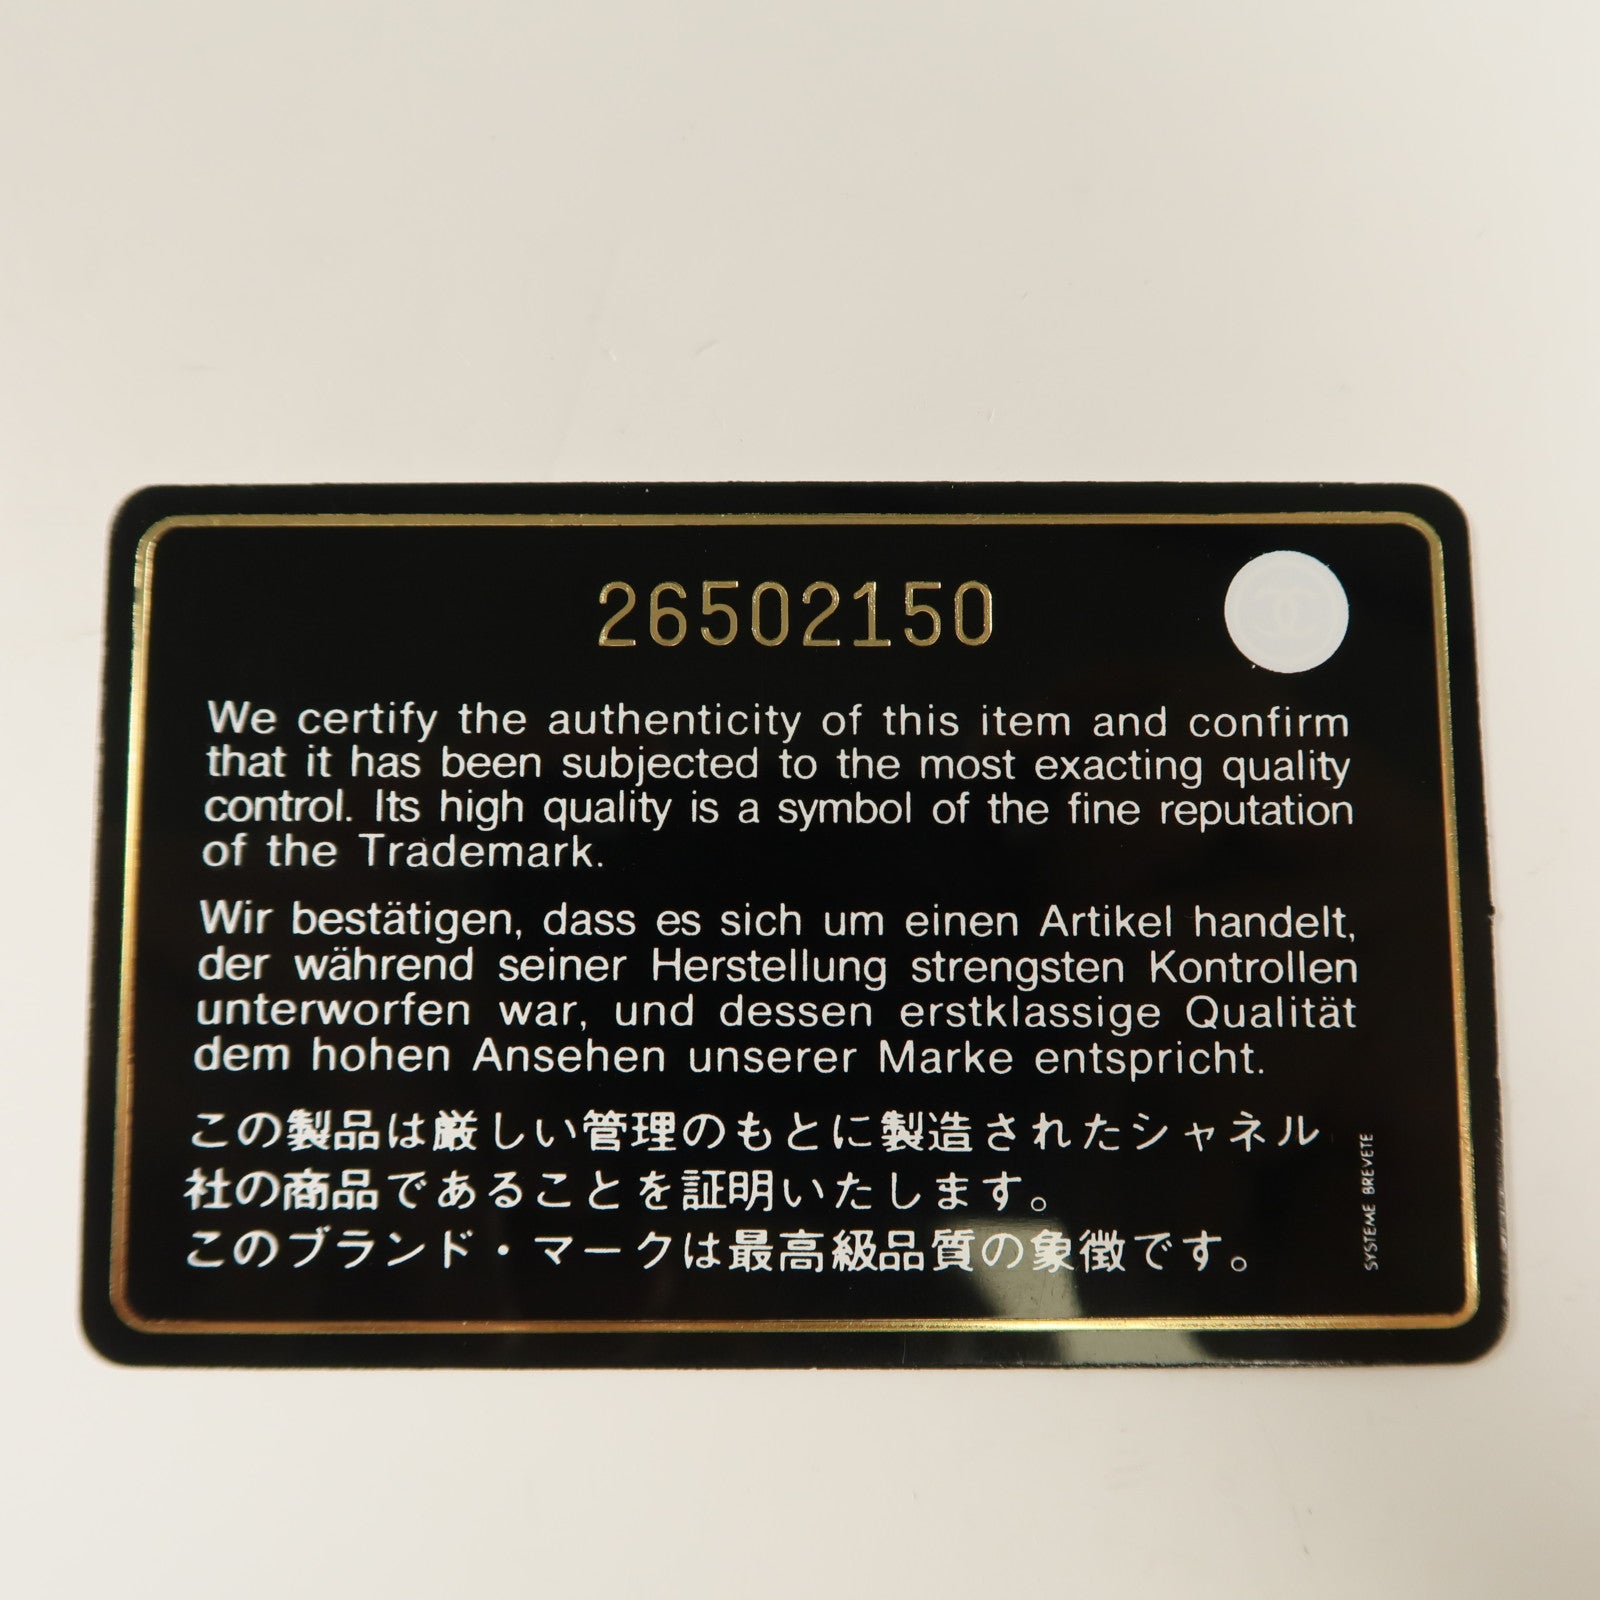 26502150
We certify the authenticity of this item and confirm
that it has been subjected to the most exacting quality
control. Its high quality is a symbol of the fine reputation
of the Trademark.
Wir bestätigen, dass es sich um einen Artikel handelt,
der während seiner Herstellung strengsten Kontrollen
unterworfen war, und dessen erstklassige Qualität
dem hohen Ansehen unserer Marke entspricht.
この製品は厳しい管理のもとに製造されたシャネル
社の商品であることを証明いたします。
このブランド・マークは最高級品質の象徴です。
SYSTEME BREVETE